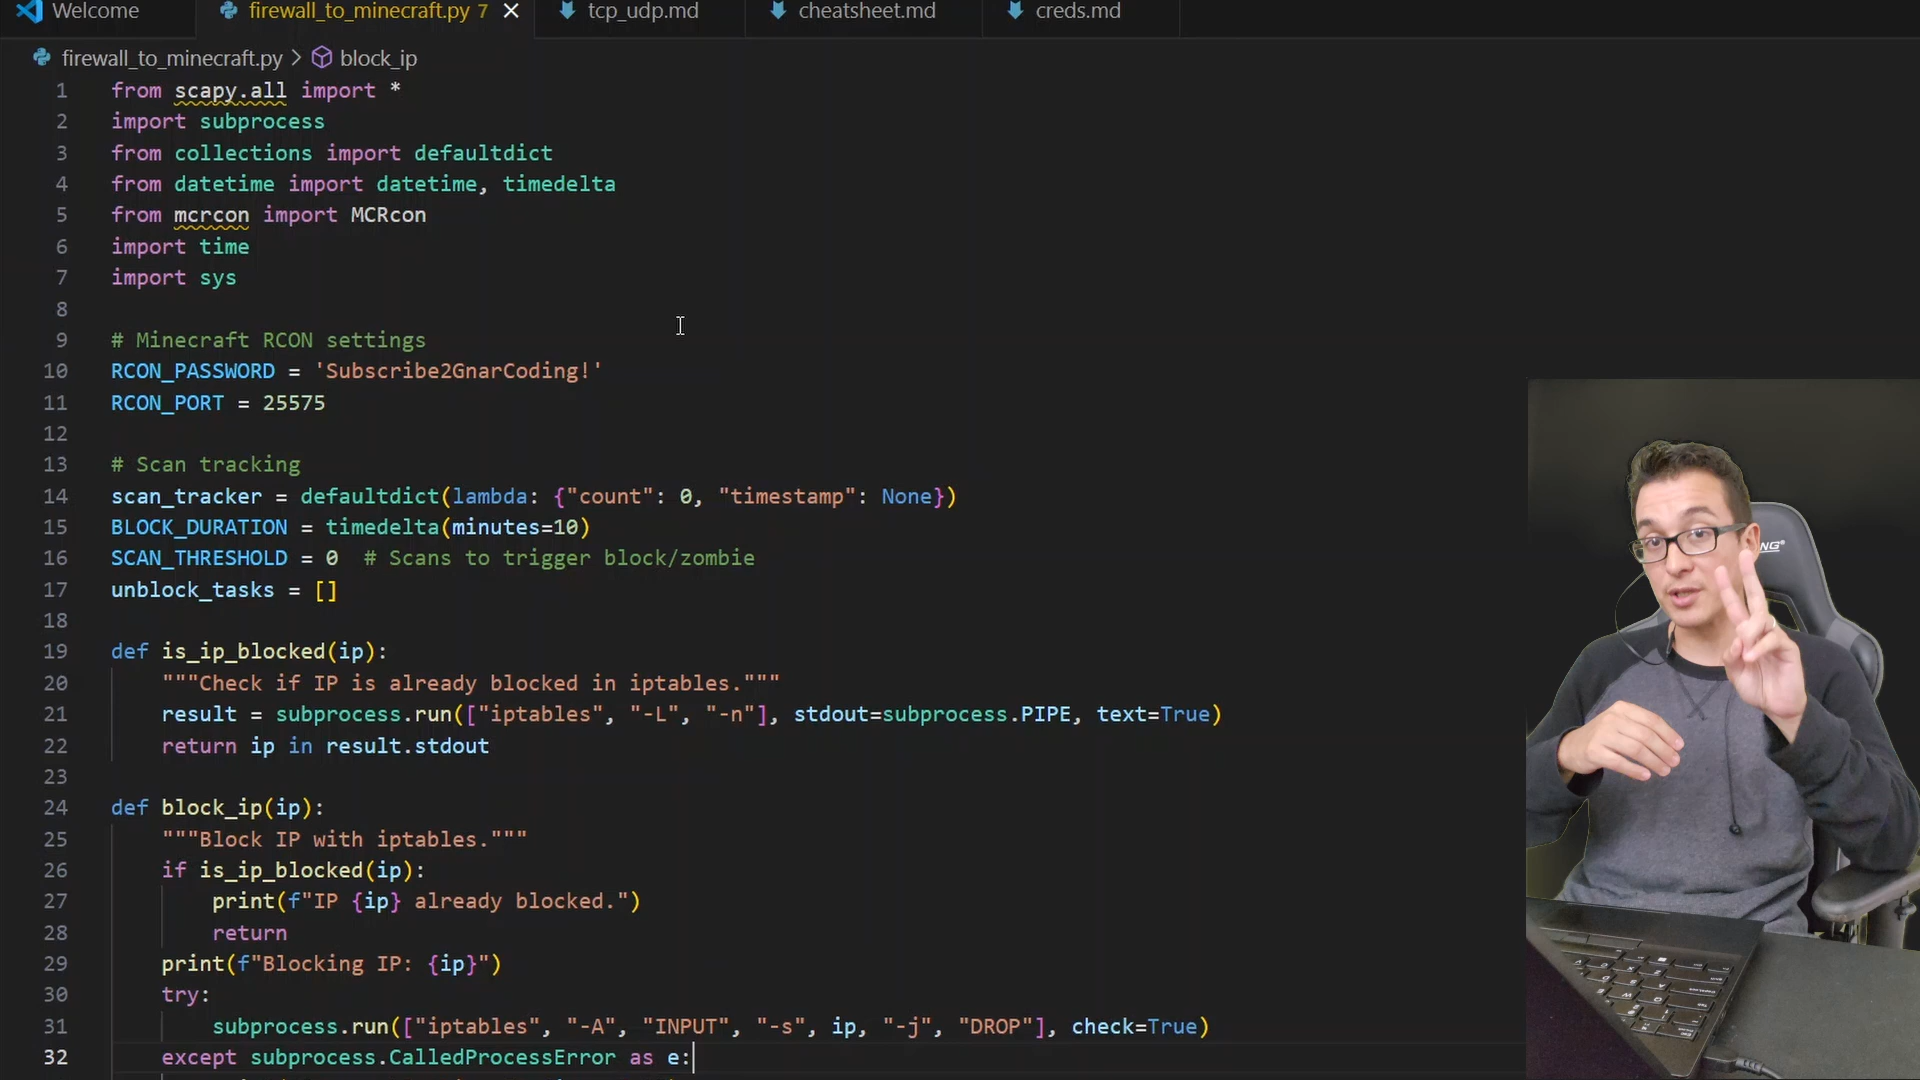 Welcome
firewall_to_minecraft.py 7
tcp_udp.md
cheatsheet.md
creds.md
firewall_to_minecraft.py > block_ip
1 from scapy.all import *
2 import subprocess
3 from collections import defaultdict
4 from datetime import datetime, timedelta
5 from mcrcon import MCRcon
6 import time
7 import sys
8
9 # Minecraft RCON settings
10 RCON_PASSWORD = 'Subscribe2GnarCoding!'
11 RCON_PORT = 25575
12
13 # Scan tracking
14 scan_tracker = defaultdict(lambda: {"count": 0, "timestamp": None})
15 BLOCK_DURATION = timedelta(minutes=10)
16 SCAN_THRESHOLD = 0  # Scans to trigger block/zombie
17 unblock_tasks = []
18
19 def is_ip_blocked(ip):
20     """Check if IP is already blocked in iptables."""
21     result = subprocess.run(["iptables", "-L", "-n"], stdout=subprocess.PIPE, text=True)
22     return ip in result.stdout
23
24 def block_ip(ip):
25     """Block IP with iptables."""
26     if is_ip_blocked(ip):
27         print(f"IP {ip} already blocked.")
28         return
29     print(f"Blocking IP: {ip}")
30     try:
31         subprocess.run(["iptables", "-A", "INPUT", "-s", ip, "-j", "DROP"], check=True)
32     except subprocess.CalledProcessError as e: